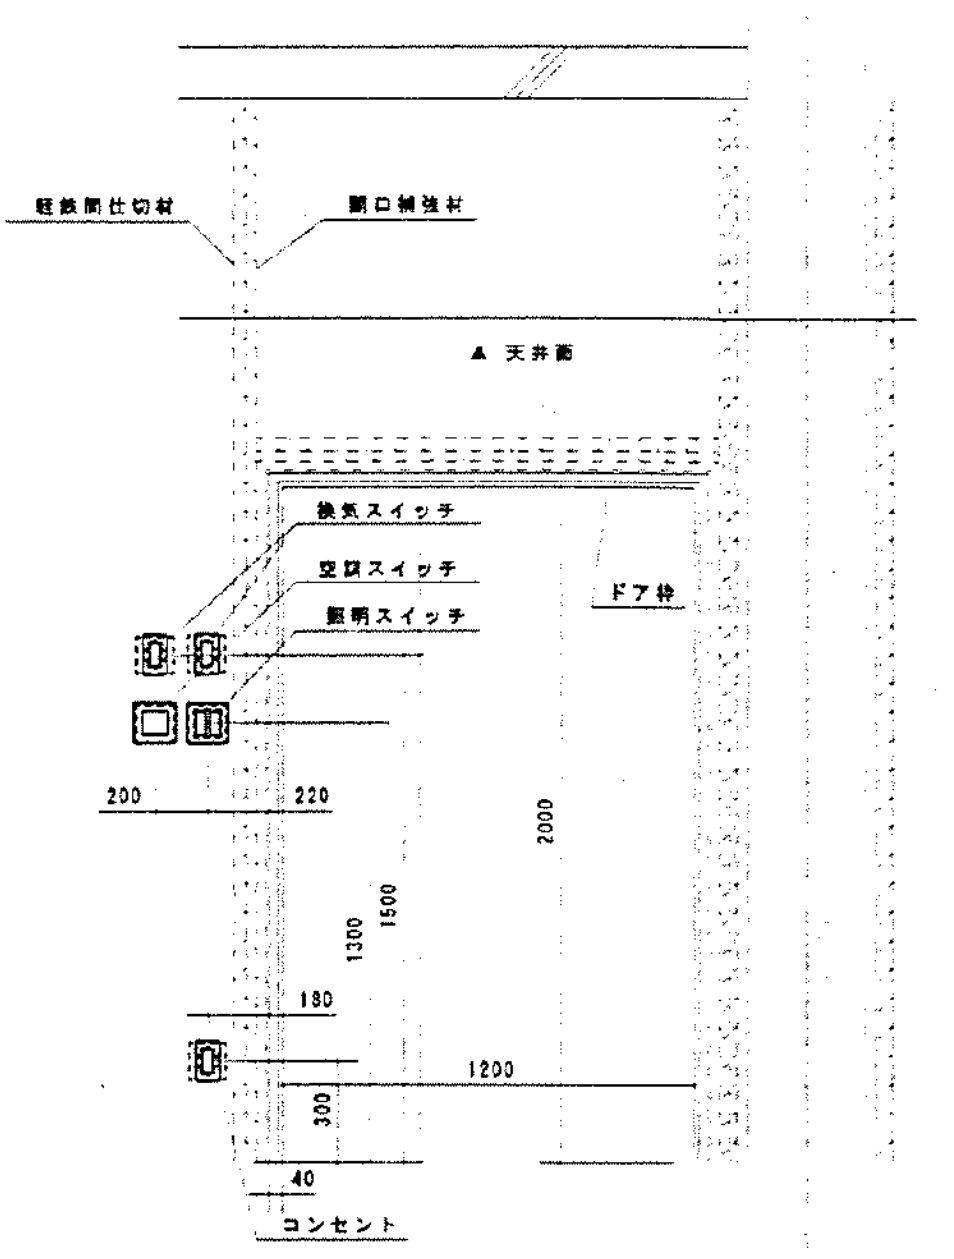 軽鉄間仕切材
開口補強材
▲ 天井面
換気スイッチ
空調スイッチ
照明スイッチ
ドア枠
200
220
2000
1500
1300
180
1200
300
40
コンセント